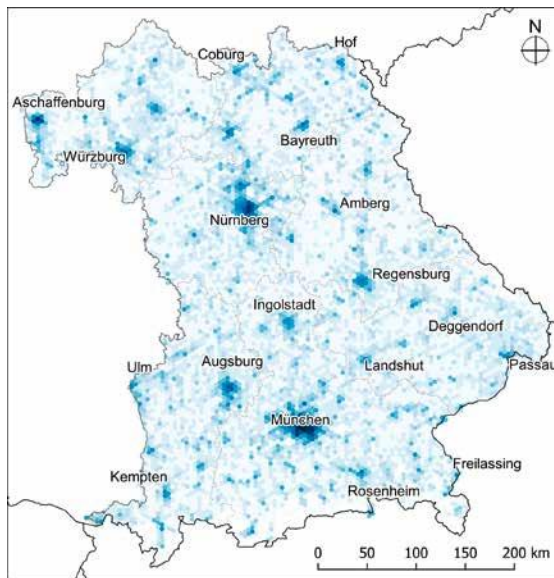 N
Hof
Coburg
Aschaffenburg
Bayreuth
Würzburg
Amberg
Nürnberg
Regensburg
Ingolstadt
Deggendorf
Augsburg
Landshut
Passau
Ulm
München
Freilassing
Kempten
Rosenheim
0 50 100 150 200 km